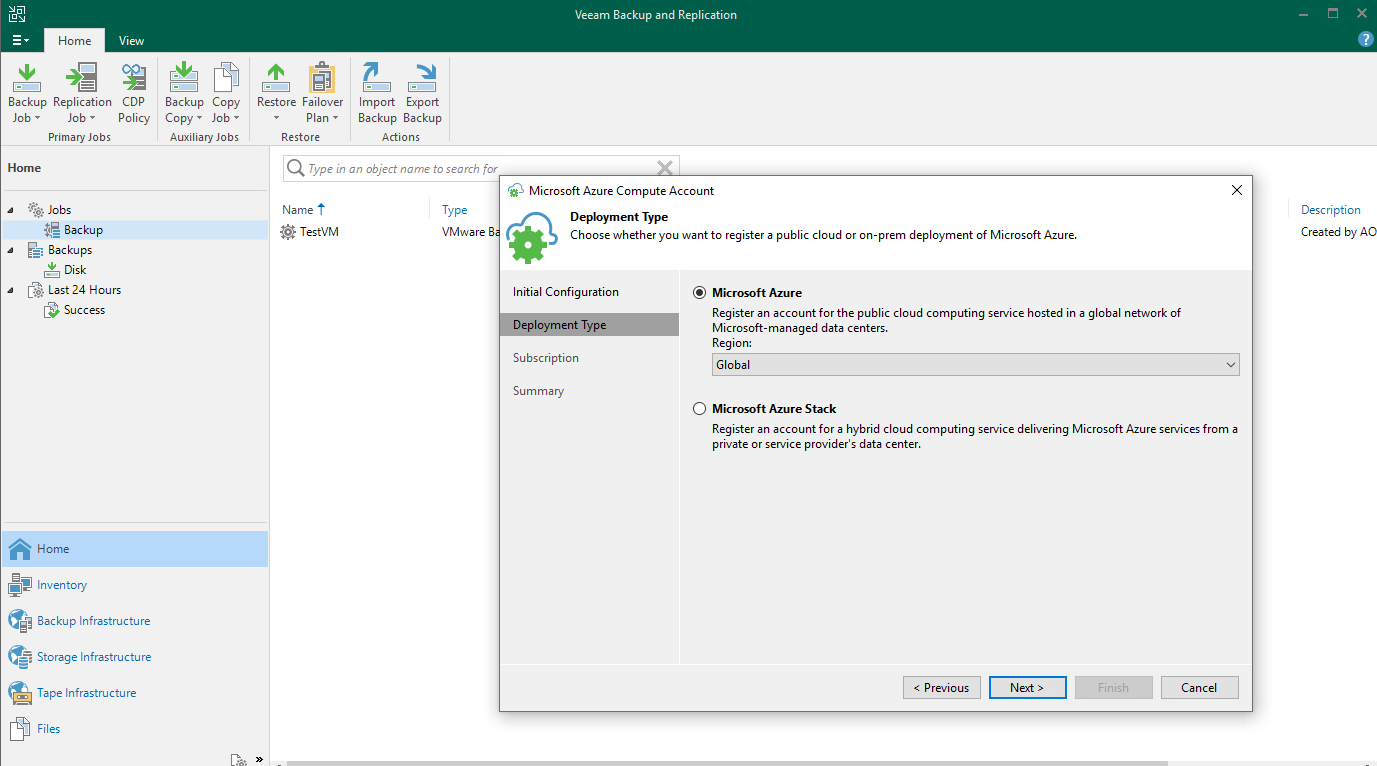 Veeam Backup and Replication
Home
View
?
Backup
Job
Replication
Job
CDP
Policy
Backup
Copy
Copy
Job
Restore
Failover
Plan
Import
Backup
Export
Backup
Primary Jobs
Auxiliary Jobs
Restore
Actions
Home
Jobs
Backup
Backups
Disk
Last 24 Hours
Success
Home
Inventory
Backup Infrastructure
Storage Infrastructure
Tape Infrastructure
Files
»
Type in an object name to search for
Name
Type
Description
TestVM
VMware Ba
Created by AO
Microsoft Azure Compute Account
Deployment Type
Choose whether you want to register a public cloud or on-prem deployment of Microsoft Azure.
Initial Configuration
Deployment Type
Subscription
Summary
Microsoft Azure
Register an account for the public cloud computing service hosted in a global network of
Microsoft-managed data centers.
Region:
Global
Microsoft Azure Stack
Register an account for a hybrid cloud computing service delivering Microsoft Azure services from a
private or service provider's data center.
< Previous
Next >
Finish
Cancel